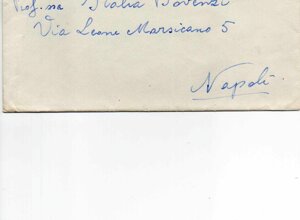 Prof.ssa Italia Bovenzi
Via Leone Marsicano 5
Napoli